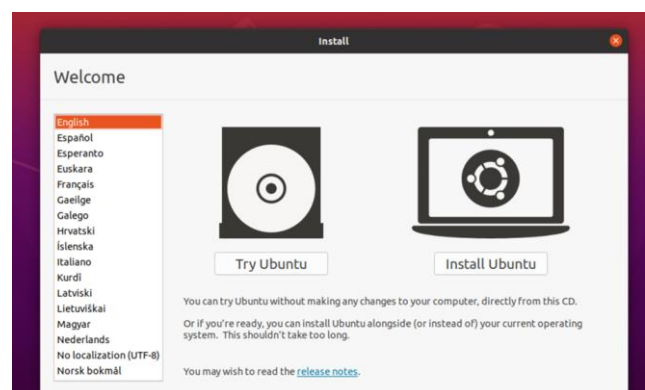 Install
Welcome
English
Español
Esperanto
Euskara
Français
Gaeilge
Galego
Hrvatski
Íslenska
Italiano
Kurdî
Latviski
Lietuviškai
Magyar
Nederlands
No localization (UTF-8)
Norsk bokmål
Try Ubuntu
Install Ubuntu
You can try Ubuntu without making any changes to your computer, directly from this CD.
Or if you're ready, you can install Ubuntu alongside (or instead of) your current operating
system. This shouldn't take too long.
You may wish to read the release notes.